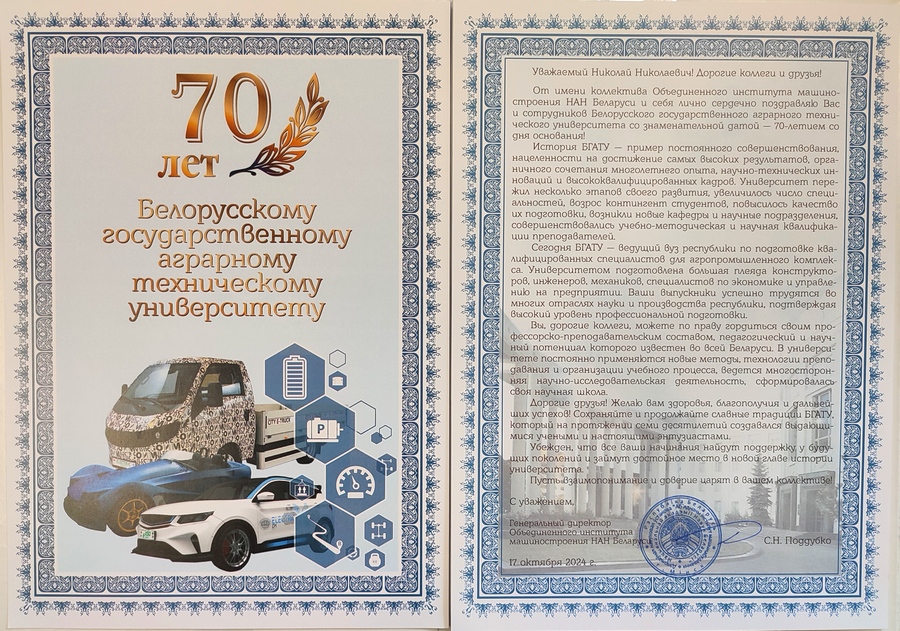 70
лет
Белорусскому
государственному
аграрному
техническому
университету
CITY E-TRUCK
P
Уважаемый Николай Николаевич! Дорогие коллеги и друзья!
От имени коллектива Объединенного института машино-
строения НАН Беларуси и себя лично сердечно поздравляю Вас
и сотрудников Белорусского государственного аграрного техни-
ческого университета со знаменательной датой — 70-летием со
дня основания!
История БГАТУ — пример постоянного совершенствования,
нацеленности на достижение самых высоких результатов, орга-
ничного сочетания многолетнего опыта, научно-технических ин-
новаций и высококвалифицированных кадров. Университет пере-
жил несколько этапов своего развития, увеличилось число специ-
альностей, возрос контингент студентов, повысилось качество
их подготовки, возникли новые кафедры и научные подразделения,
совершенствовались учебно-методическая и научная квалифика-
ции преподавателей.
Сегодня БГАТУ — ведущий вуз республики по подготовке ква-
лифицированных специалистов для агропромышленного комплек-
са. Университетом подготовлена большая плеяда конструкто-
ров, инженеров, механиков, специалистов по экономике и управле-
нию на предприятии. Ваши выпускники успешно трудятся во
многих отраслях науки и производства республики, подтверждая
высокий уровень профессиональной подготовки.
Вы, дорогие коллеги, можете по праву гордиться своим про-
фессорско-преподавательским составом, педагогический и науч-
ный потенциал которого известен во всей Беларуси. В универси-
тете постоянно применяются новые методы, технологии препо-
давания и организации учебного процесса, ведется многосторон-
няя научно-исследовательская деятельность, сформировалась
своя научная школа.
Дорогие друзья! Желаю вам здоровья, благополучия и дальней-
ших успехов! Сохраняйте и продолжайте славные традиции БГАТУ,
который на протяжении многих десятилетий создавался выдающи-
мися учеными и настоящими энтузиастами.
Убежден, что все ваши начинания найдут поддержку у буду-
щих поколений и займут достойное место в новой главе истории
университета.
Пусть взаимопонимание и доверие царят в вашем коллективе!
С уважением,
Генеральный директор
Объединенного института
машиностроения НАН Беларуси
С.Н. Поддубко
17 октября 2024 г.